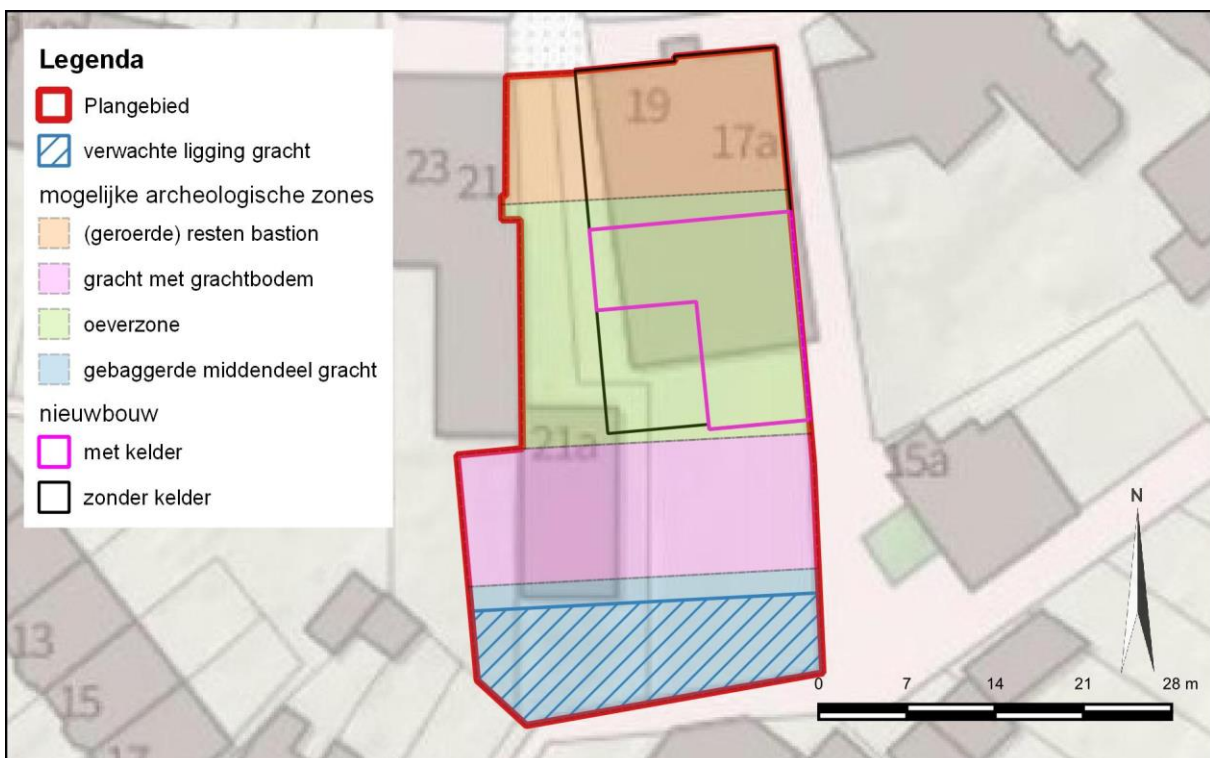 Legenda
Plangebied
verwachte ligging gracht
mogelijke archeologische zones
(geroerde) resten bastion
gracht met grachtbodem
oeverzone
gebaggerde middendeel gracht
nieuwbouw
met kelder
zonder kelder
19
17a
23
21
21a
15a
13
15
17
N
0 7 14 21 28 m